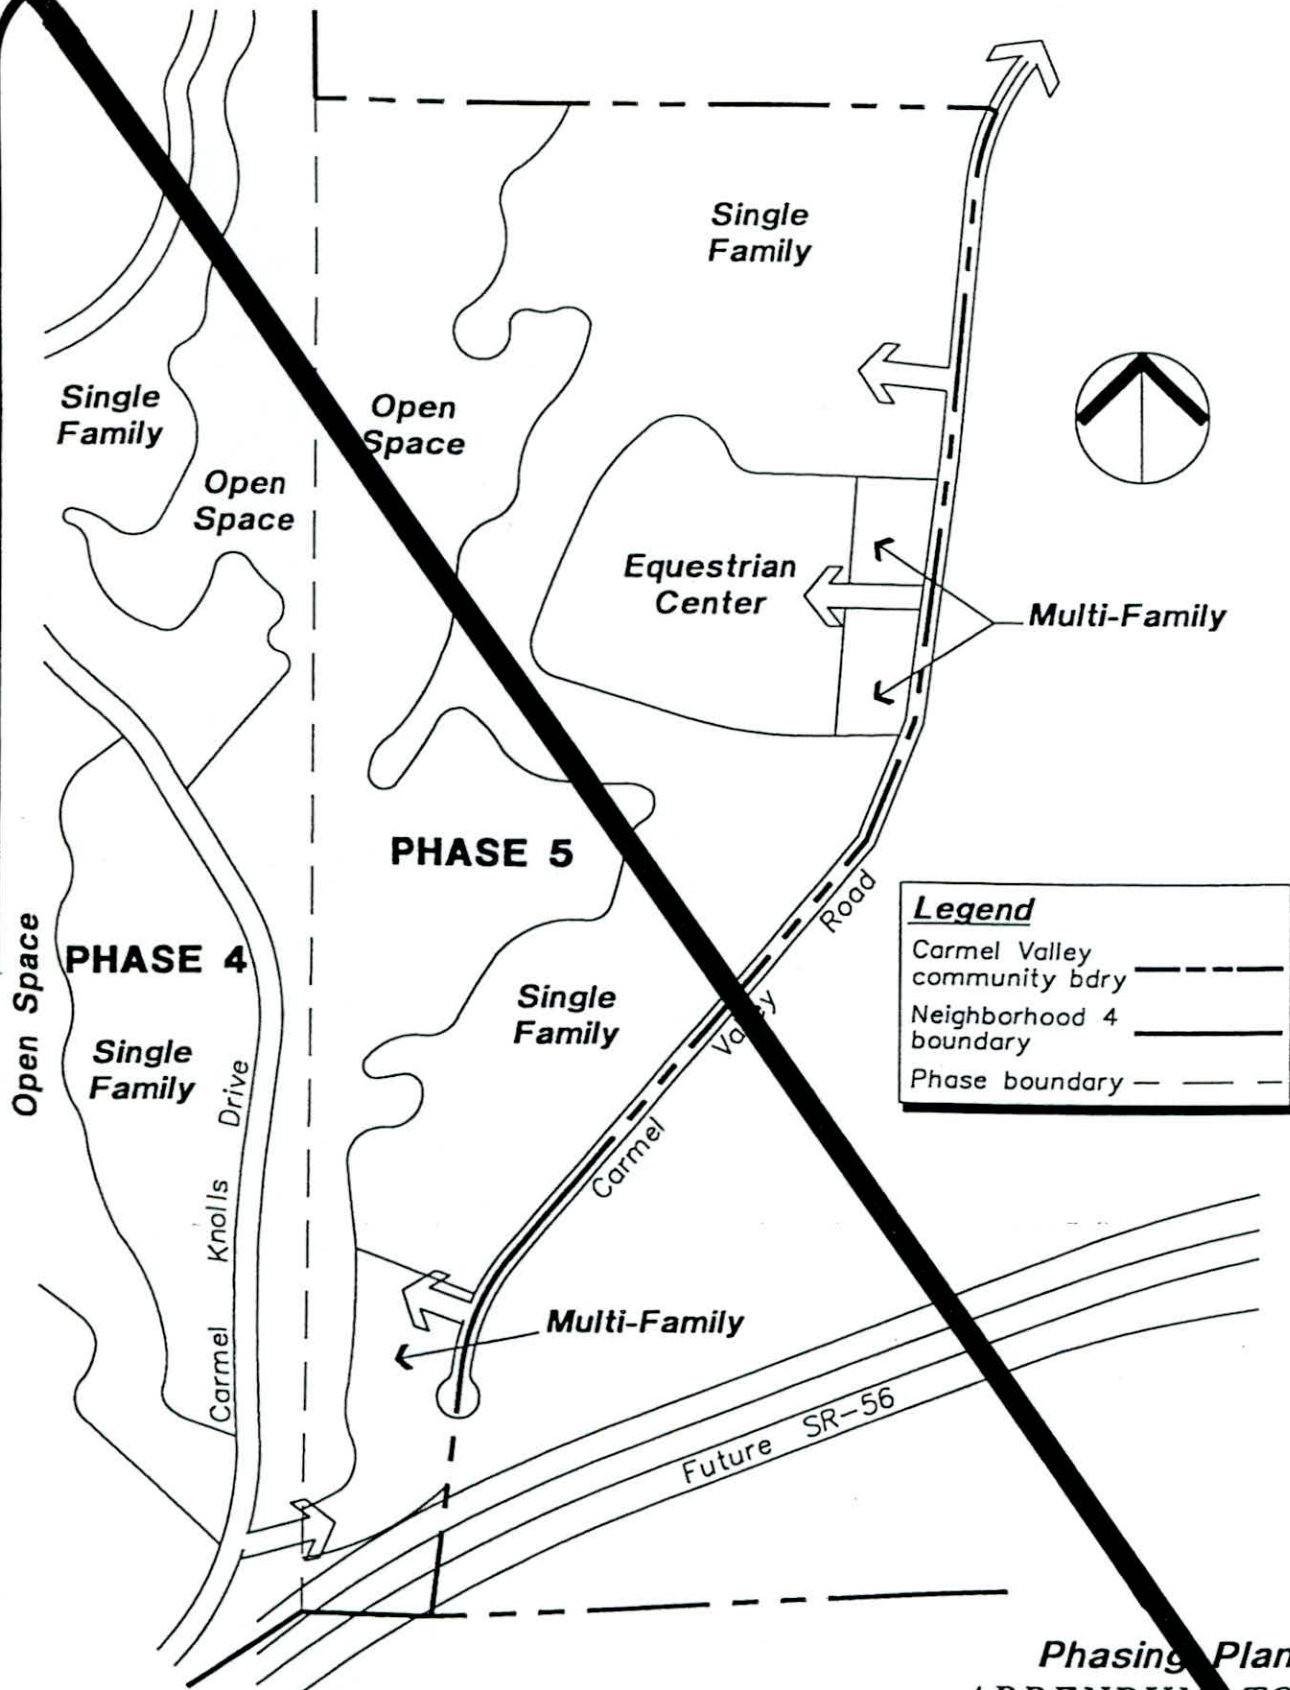 Single
Family
Single
Family
Open
Space
Open
Space
Equestrian
Center
Multi-Family
PHASE 5
Road
Legend
Carmel Valley
community bdry
Neighborhood 4
boundary
Phase boundary
Open Space
PHASE 4
Single
Family
Single
Family
Valley
Carmel
Carmel Knolls Drive
Multi-Family
Future SR-56
Phasing Plan